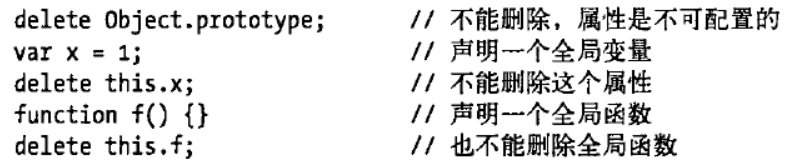 delete Object.prototype; // 不能删除，属性是不可配置的
var x = 1; // 声明一个全局变量
delete this.x; // 不能删除这个属性
function f() {} // 声明一个全局函数
delete this.f; // 也不能删除全局函数